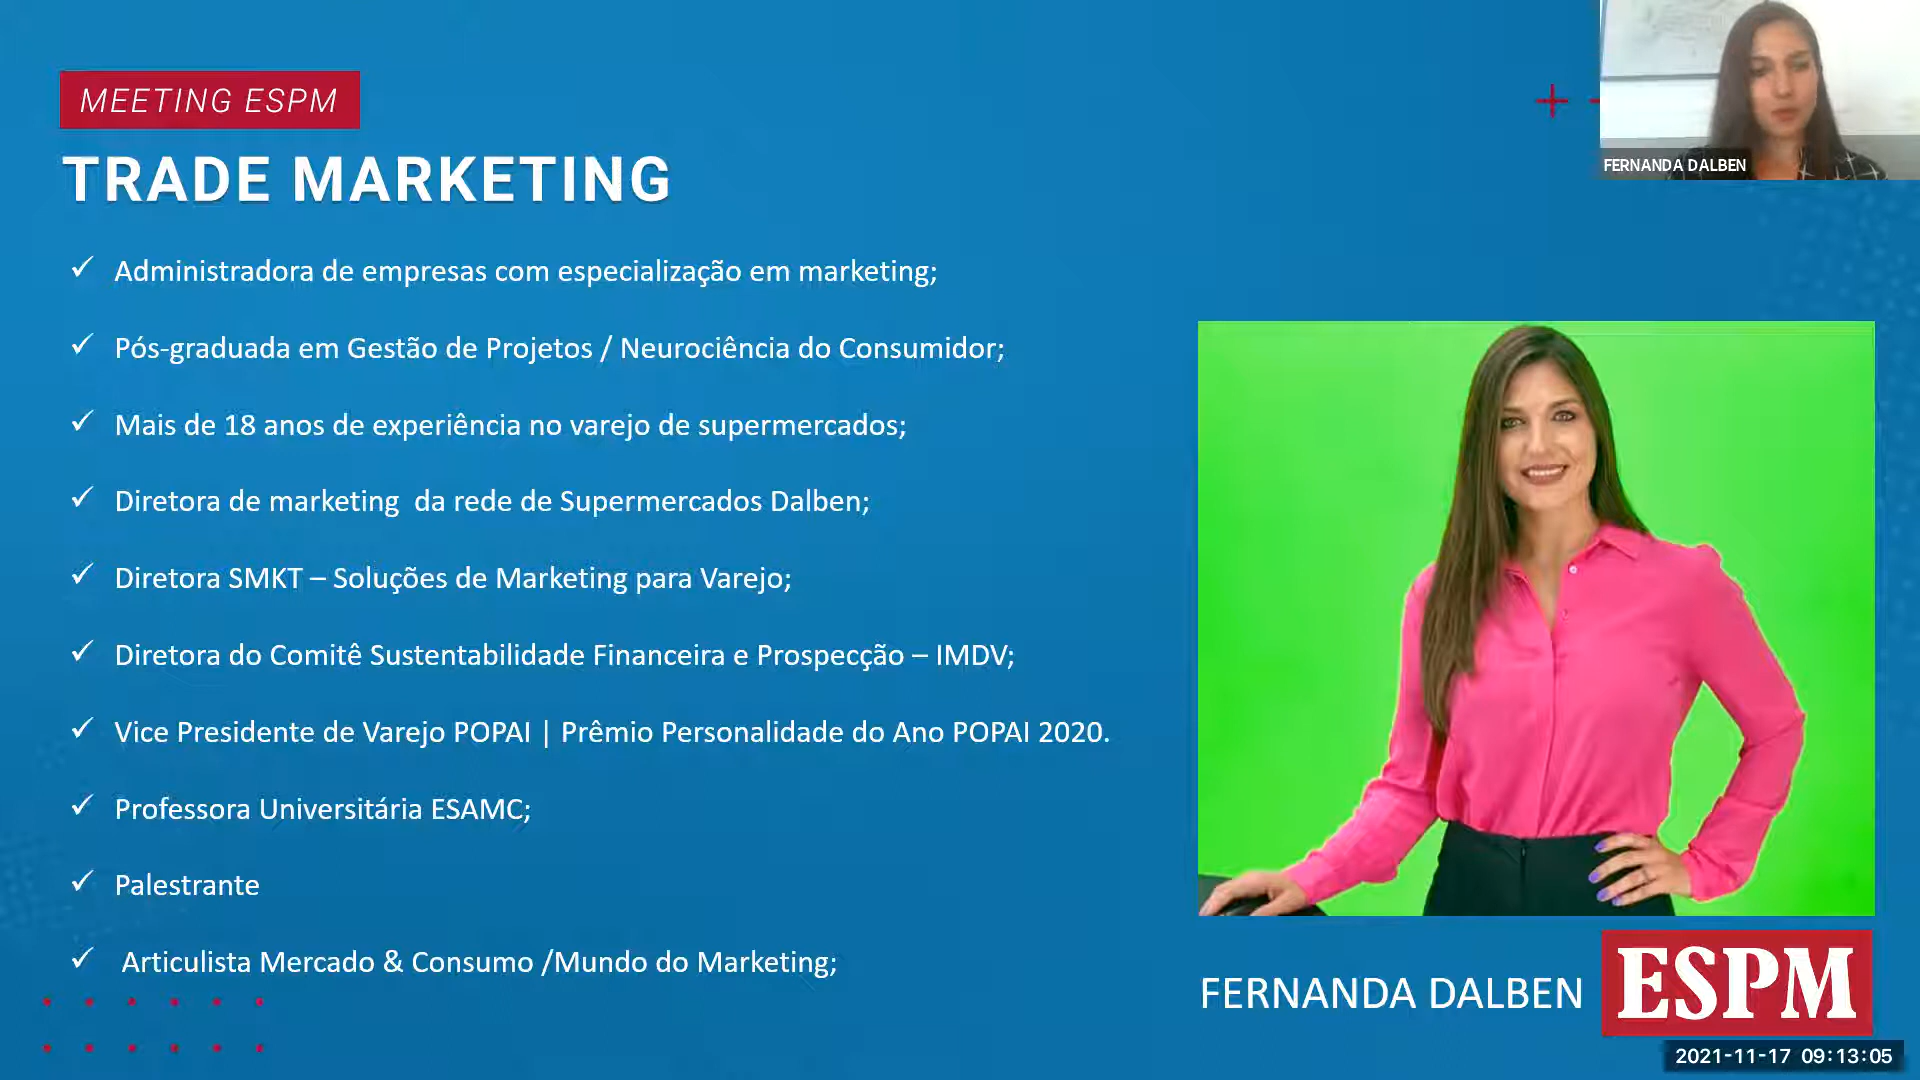 MEETING ESPM
TRADE MARKETING
FERNANDA DALBEN
Administradora de empresas com especialização em marketing;
Pós-graduada em Gestão de Projetos / Neurociência do Consumidor;
Mais de 18 anos de experiência no varejo de supermercados;
Diretora de marketing  da rede de Supermercados Dalben;
Diretora SMKT – Soluções de Marketing para Varejo;
Diretora do Comitê Sustentabilidade Financeira e Prospecção – IMDV;
Vice Presidente de Varejo POPAI | Prêmio Personalidade do Ano POPAI 2020.
Professora Universitária ESAMC;
Palestrante
Articulista Mercado & Consumo /Mundo do Marketing;
FERNANDA DALBEN
ESPM
2021-11-17 09:13:05